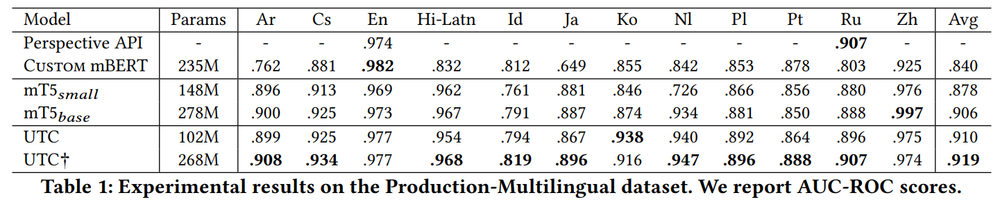 Model Params Ar Cs En Hi-Latn Id Ja Ko Nl Pl Pt Ru Zh Avg
Perspective API - - - .974 - - - - - - - .907 - -
Custom mBERT 235M .762 .881 .982 .832 .812 .649 .855 .842 .853 .878 .803 .925 .840
mT5small 148M .896 .913 .969 .962 .761 .881 .846 .726 .866 .856 .880 .976 .878
mT5base 278M .900 .925 .973 .967 .791 .887 .874 .934 .881 .850 .888 .997 .906
UTC 102M .899 .925 .977 .954 .794 .867 .938 .940 .892 .864 .896 .975 .910
UTC† 268M .908 .934 .977 .968 .819 .896 .916 .947 .896 .888 .907 .974 .919
Table 1: Experimental results on the Production-Multilingual dataset. We report AUC-ROC scores.